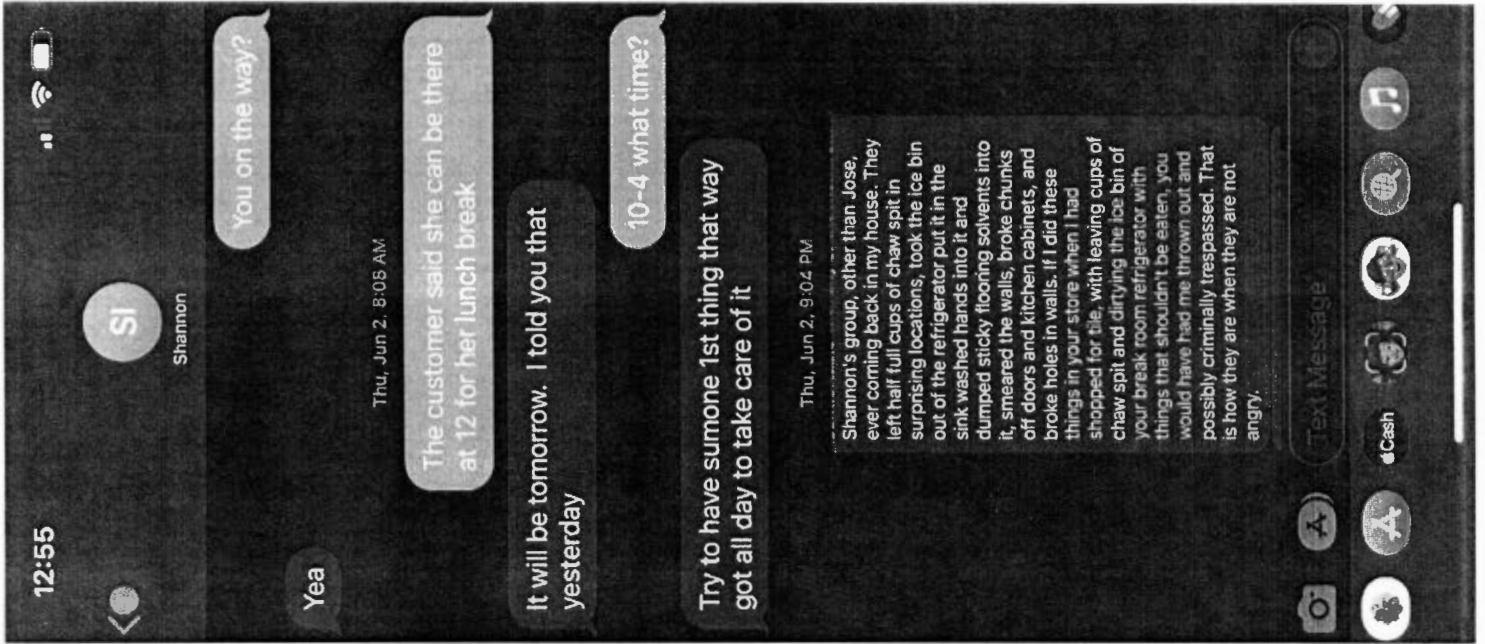 12:55
SI
Shannon
You on the way?
Yea
Thu, Jun 2, 8:08 AM
The customer said she can be there
at 12 for her lunch break
It will be tomorrow. I told you that
yesterday
10-4 what time?
Try to have sumone 1st thing that way
got all day to take care of it
Thu, Jun 2, 9:04 PM
Shannon's group, other than Jose,
ever coming back in my house. They
left half full cups of chaw spit in
surprising locations, took the ice bin
out of the refrigerator put it in the
sink washed hands into it and
dumped sticky flooring solvents into
it, smeared the walls, broke chunks
off doors and kitchen cabinets, and
broke holes in walls. If I did these
things in your store when I had
shopped for tile, with leaving cups of
chaw spit and dirtying the ice bin of
your break room refrigerator with
things that shouldn't be eaten, you
would have had me thrown out and
possibly criminally trespassed. That
is how they are when they are not
angry.
Text Message
Cash